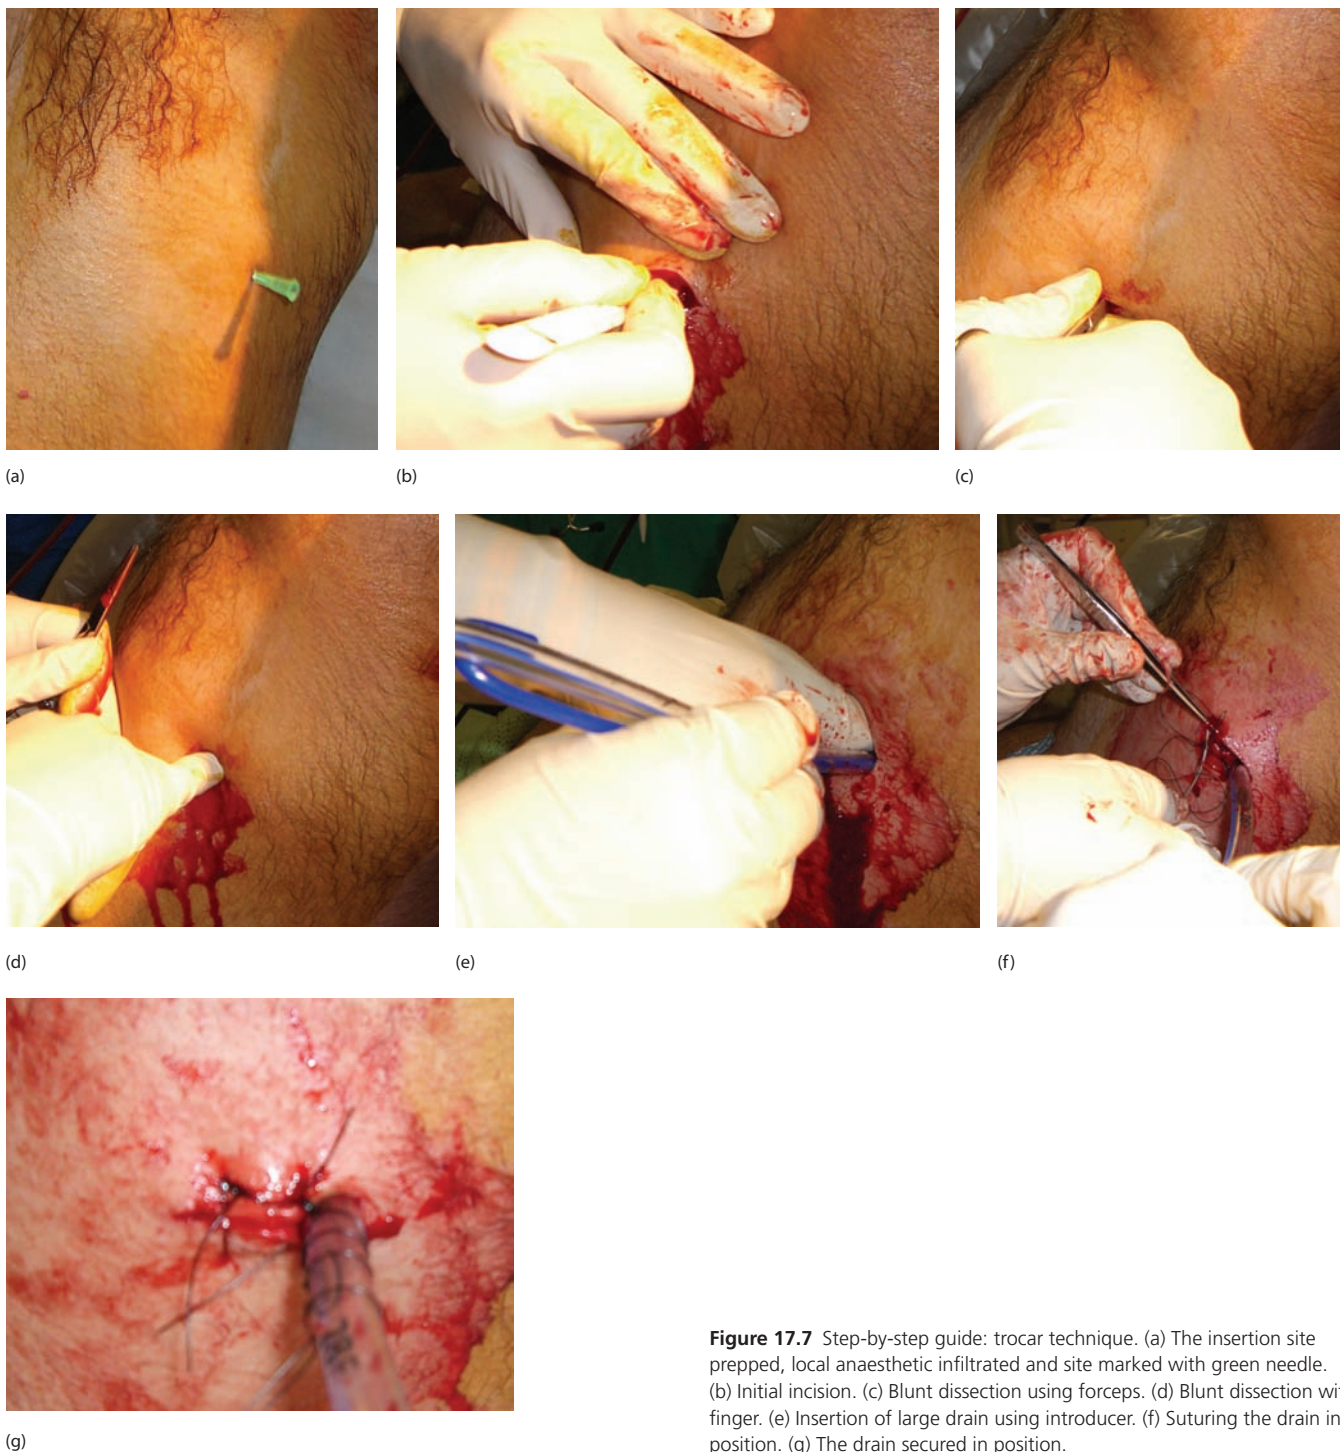 (a)
(b)
(c)
(d)
(e)
(f)
(g)
Figure 17.7 Step-by-step guide: trocar technique. (a) The insertion site
prepped, local anaesthetic infiltrated and site marked with green needle.
(b) Initial incision. (c) Blunt dissection using forceps. (d) Blunt dissection wi
finger. (e) Insertion of large drain using introducer. (f) Suturing the drain in
position. (g) The drain secured in position.